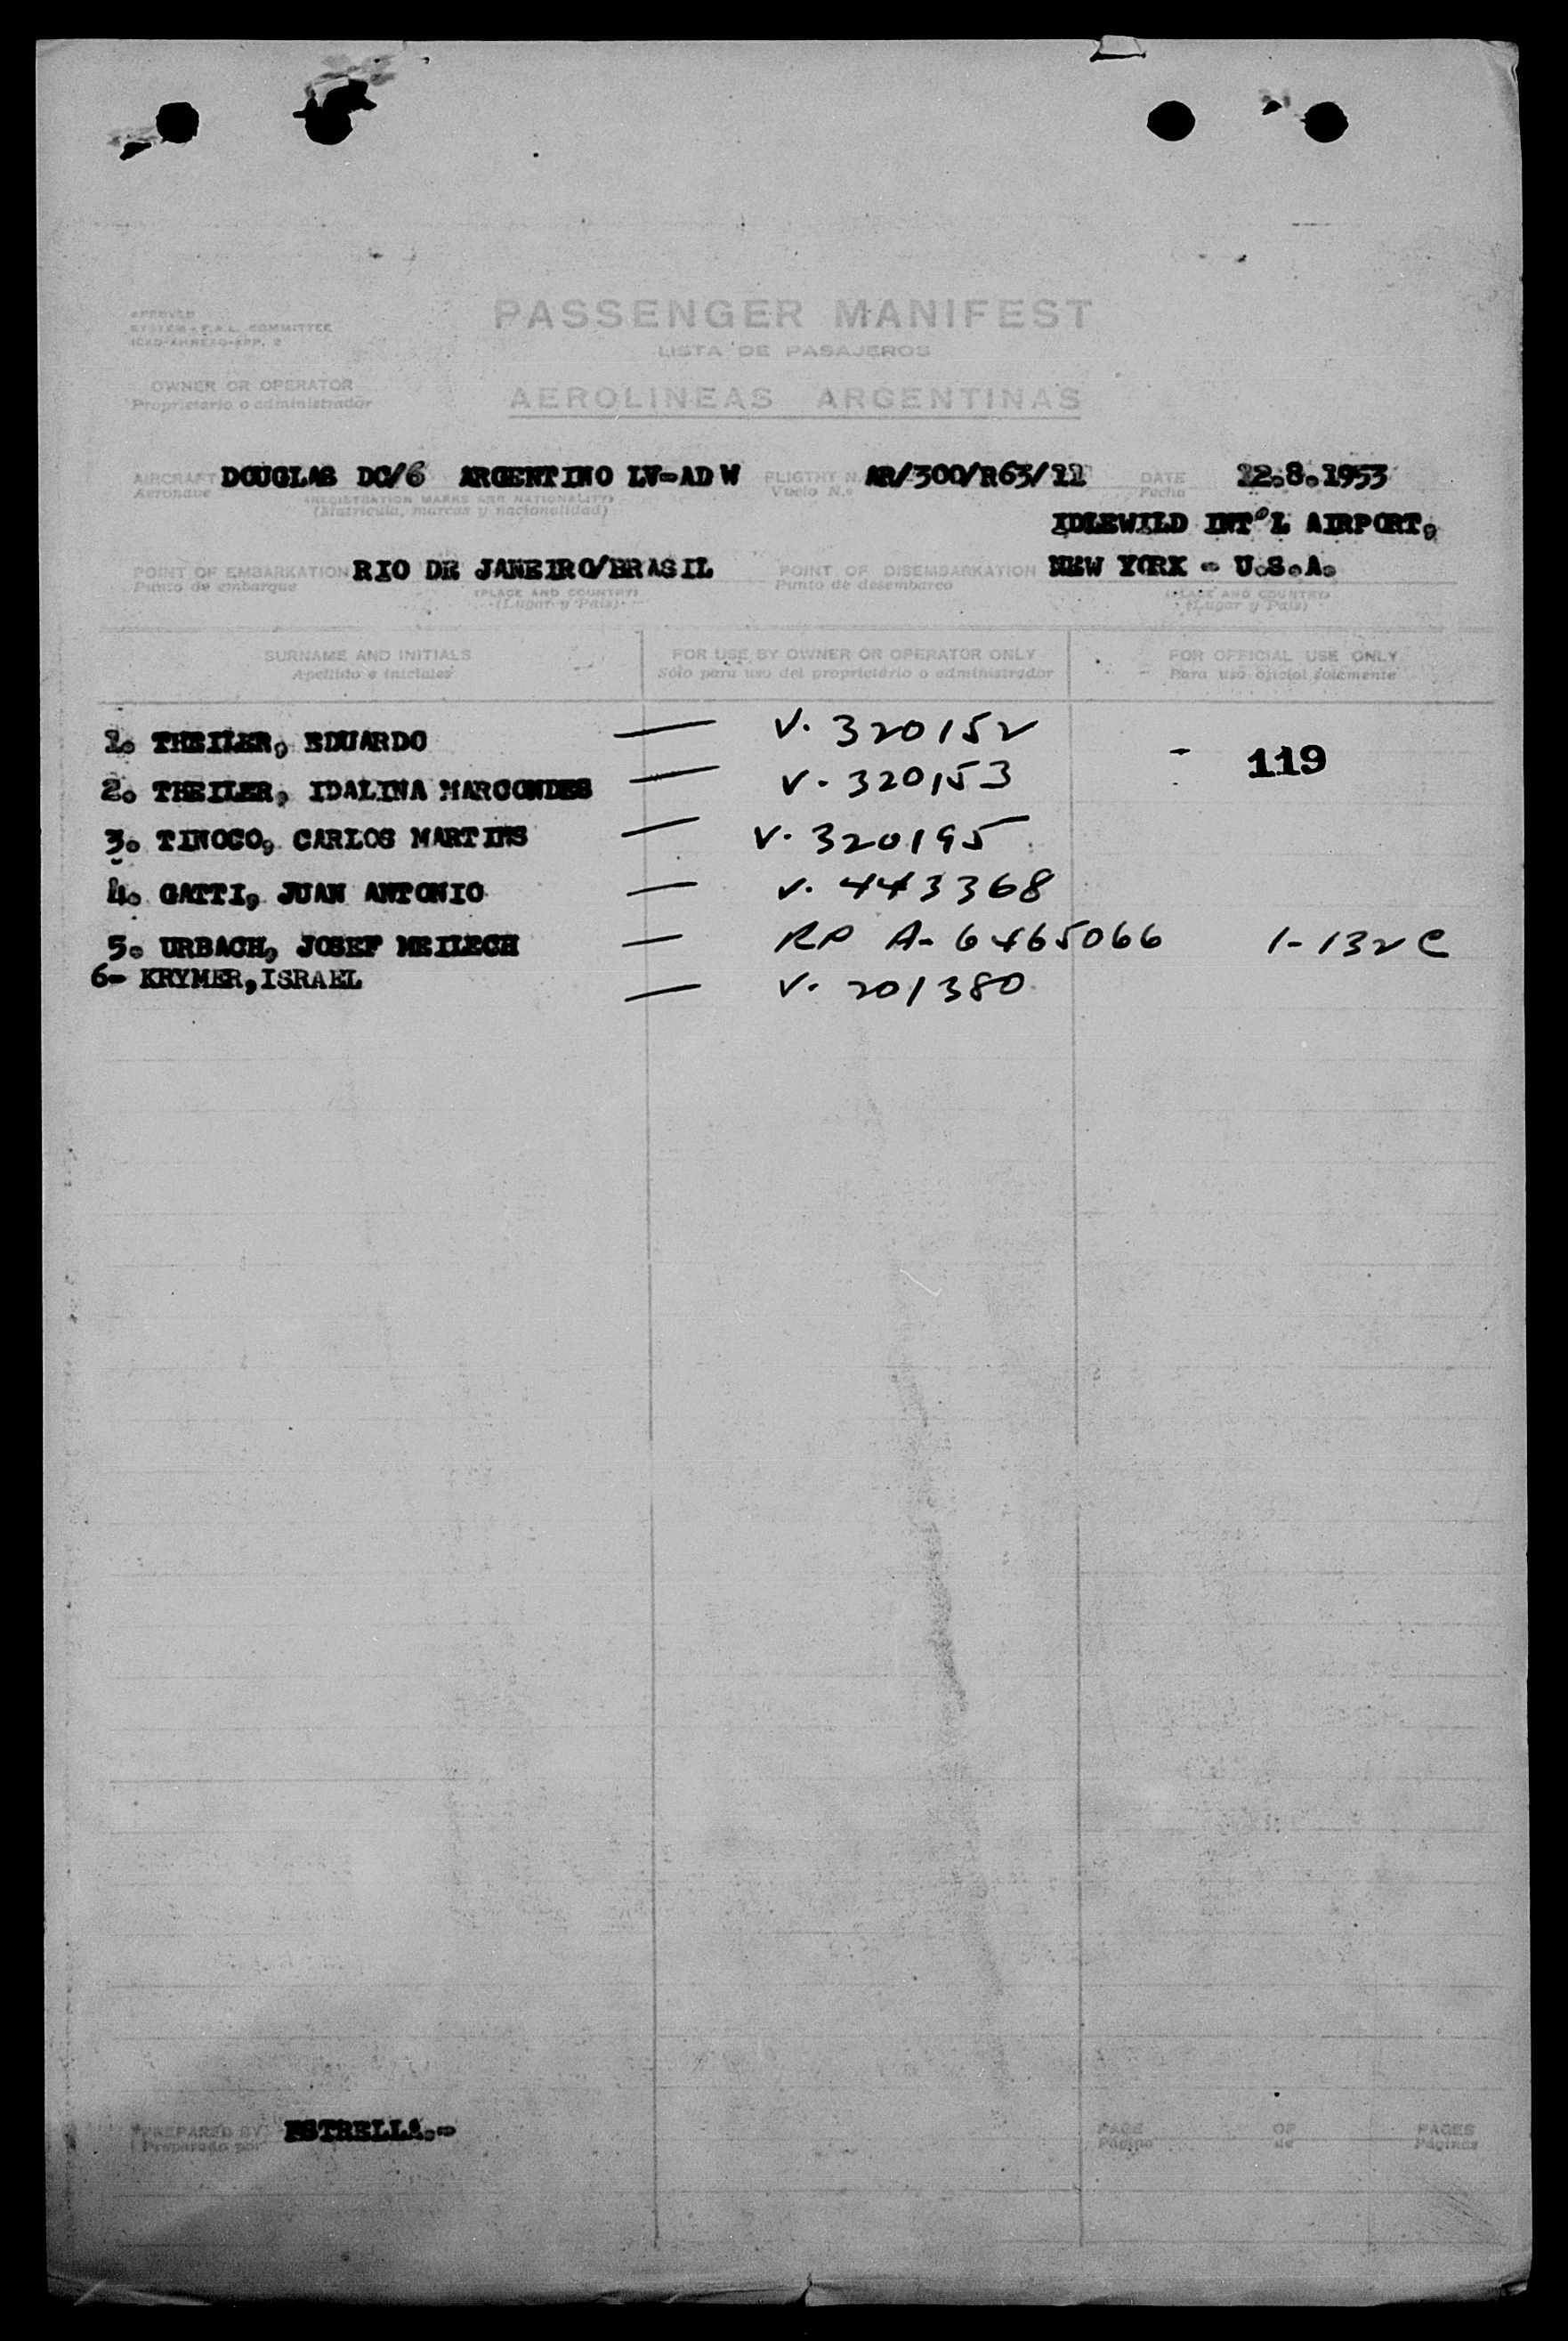 PASSENGER MANIFEST
APPROVED
SYSTEM - F.A.L. COMMITTEE
LISTA DE PASAJEROS
OWNER OR OPERATOR
Proprietario o administrador
AEROLINEAS ARGENTINAS
AIRCRAFT DOUGLAS DC/6 ARGENTINO LV-ADW FLIGTHY N. AR/300/R63/ DATE .8.1953
Aeronave (REGISTRATION MARKS AND NATIONALITY) Vuelo N.o Fecha
(Matricula, marcas y nacionalidad)
IDLEWILD INT'L AIRPORT,
POINT OF EMBARKATION RIO DE JANEIRO/BRASIL POINT OF DISEMBARKATION NEW YORK - U.S.A.
Punto de embarque (PLACE AND COUNTRY) Punto de desembarco (PLACE AND COUNTRY)
(Lugar y País) (Lugar y País)
SURNAME AND INITIALS FOR USE BY OWNER OR OPERATOR ONLY FOR OFFICIAL USE ONLY
Apellido e iniciales Sólo para uso del proprietário o administrador Para uso oficial solamente
1. THEILER, EDUARDO — V. 320152
119
2. THEILER, IDALINA MARCONDES — V. 320153
3. TINOCO, CARLOS MARTINS — V. 320195
4. GATTI, JUAN ANTONIO — V. 443368
5. URBACH, JOSEF MEILECH — RP A-6465066 1-132 C
6- KRYMER, ISRAEL — V. 201380
PREPARED BY ESTRELLA.- PAGE OF PAGES
Preparado por Página de Páginas